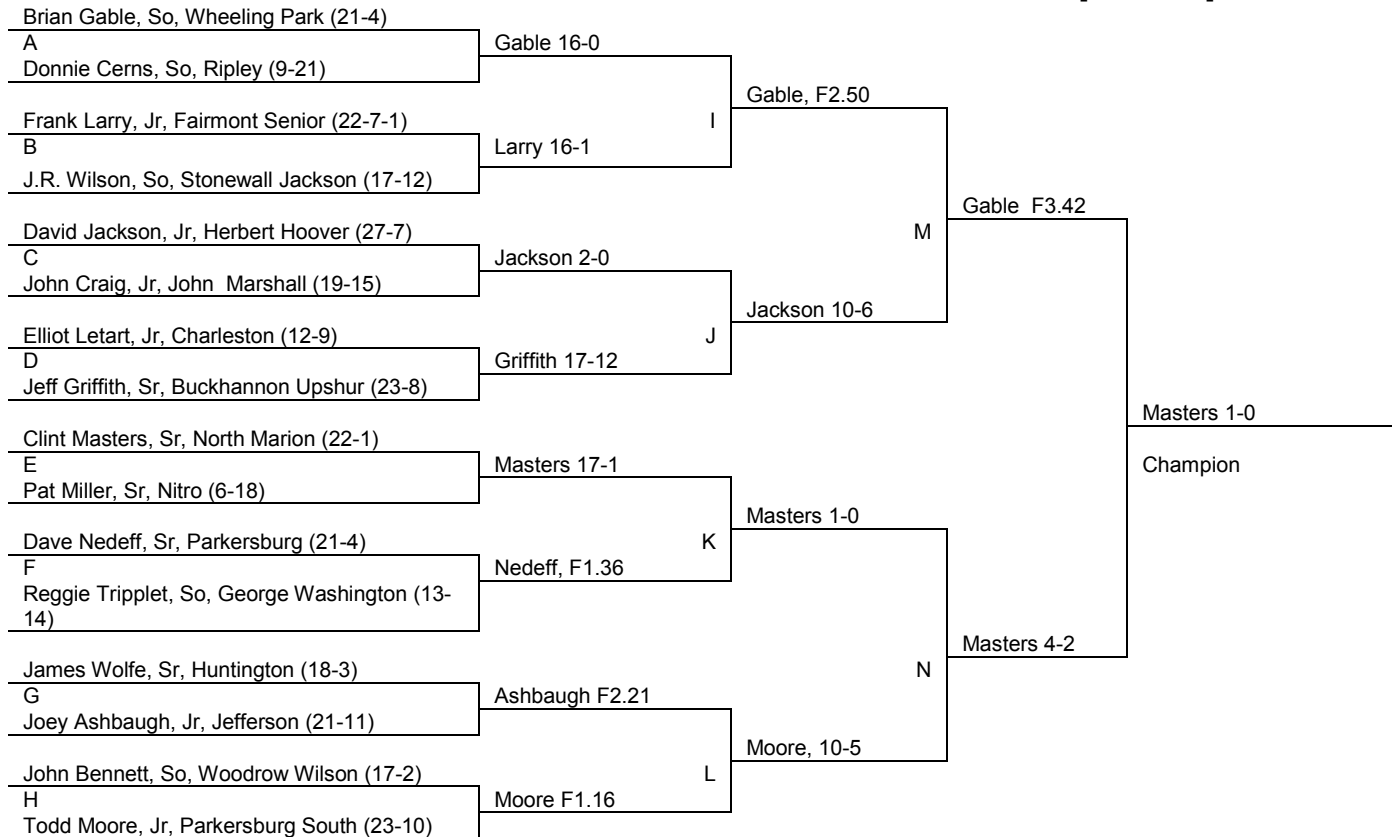 Brian Gable, So, Wheeling Park (21-4)
A
Donnie Cerns, So, Ripley (9-21)
Gable 16-0
Frank Larry, Jr, Fairmont Senior (22-7-1)
B
J.R. Wilson, So, Stonewall Jackson (17-12)
Larry 16-1
I
Gable, F2.50
David Jackson, Jr, Herbert Hoover (27-7)
C
John Craig, Jr, John  Marshall (19-15)
Jackson 2-0
Elliot Letart, Jr, Charleston (12-9)
D
Jeff Griffith, Sr, Buckhannon Upshur (23-8)
Griffith 17-12
J
Jackson 10-6
M
Gable  F3.42
Clint Masters, Sr, North Marion (22-1)
E
Pat Miller, Sr, Nitro (6-18)
Masters 17-1
Dave Nedeff, Sr, Parkersburg (21-4)
F
Reggie Tripplet, So, George Washington (13-
14)
Nedeff, F1.36
K
Masters 1-0
James Wolfe, Sr, Huntington (18-3)
G
Joey Ashbaugh, Jr, Jefferson (21-11)
Ashbaugh F2.21
John Bennett, So, Woodrow Wilson (17-2)
H
Todd Moore, Jr, Parkersburg South (23-10)
Moore F1.16
L
Moore, 10-5
N
Masters 4-2
Masters 1-0
Champion